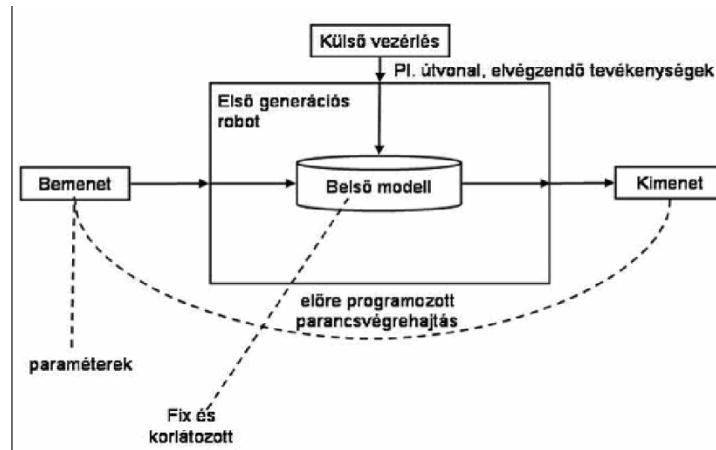 Külső vezérlés
Pl. útvonal, elvégzendő tevékenységek
Első generációs
robot
Bemenet
Belső modell
Kimenet
előre programozott
parancsvégrehajtás
paraméterek
Fix és
korlátozott